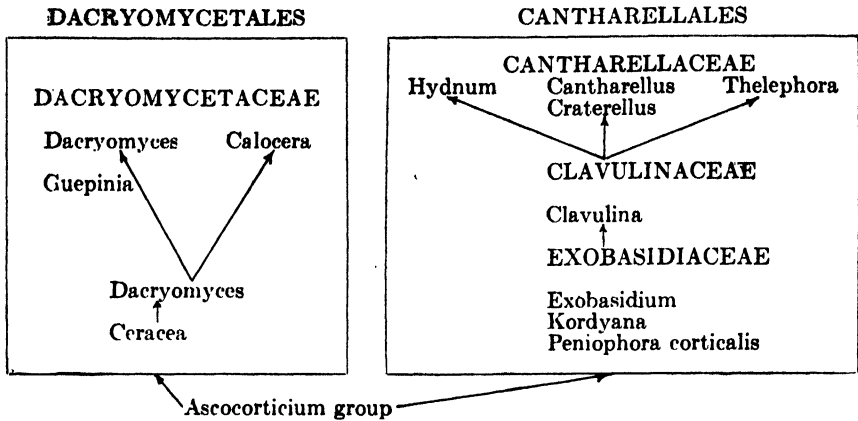 DACRYOMYCETALES
DACRYOMYCETACEAE
Dacryomyces Calocera
Guepinia
Dacryomyces
Ceracea
CANTHARELLALES
CANTHARELLACEAE
Hydnum Cantharellus Thelephora
Craterellus
CLAVULINACEAE
Clavulina
EXOBASIDIACEAE
Exobasidium
Kordyana
Peniophora corticalis
Ascocorticium group